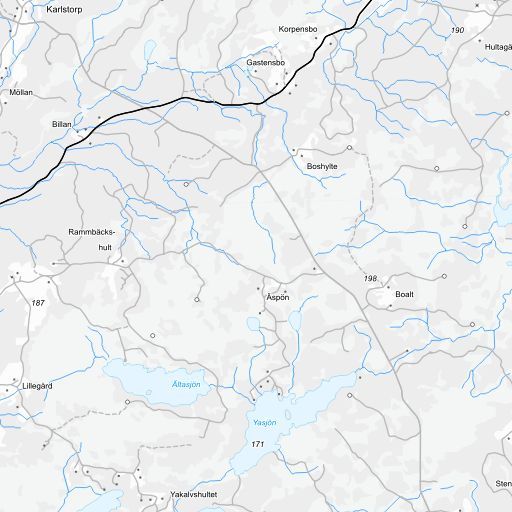 Karlstorp
Korpensbo
190
Hultagå
Gastensbo
Möllan
Billan
Boshylte
Rammbäcks-
hult
198
Boalt
Äspön
187
Ältasjön
Lillegård
Yasjön
171
Yakalvshultet
Sten